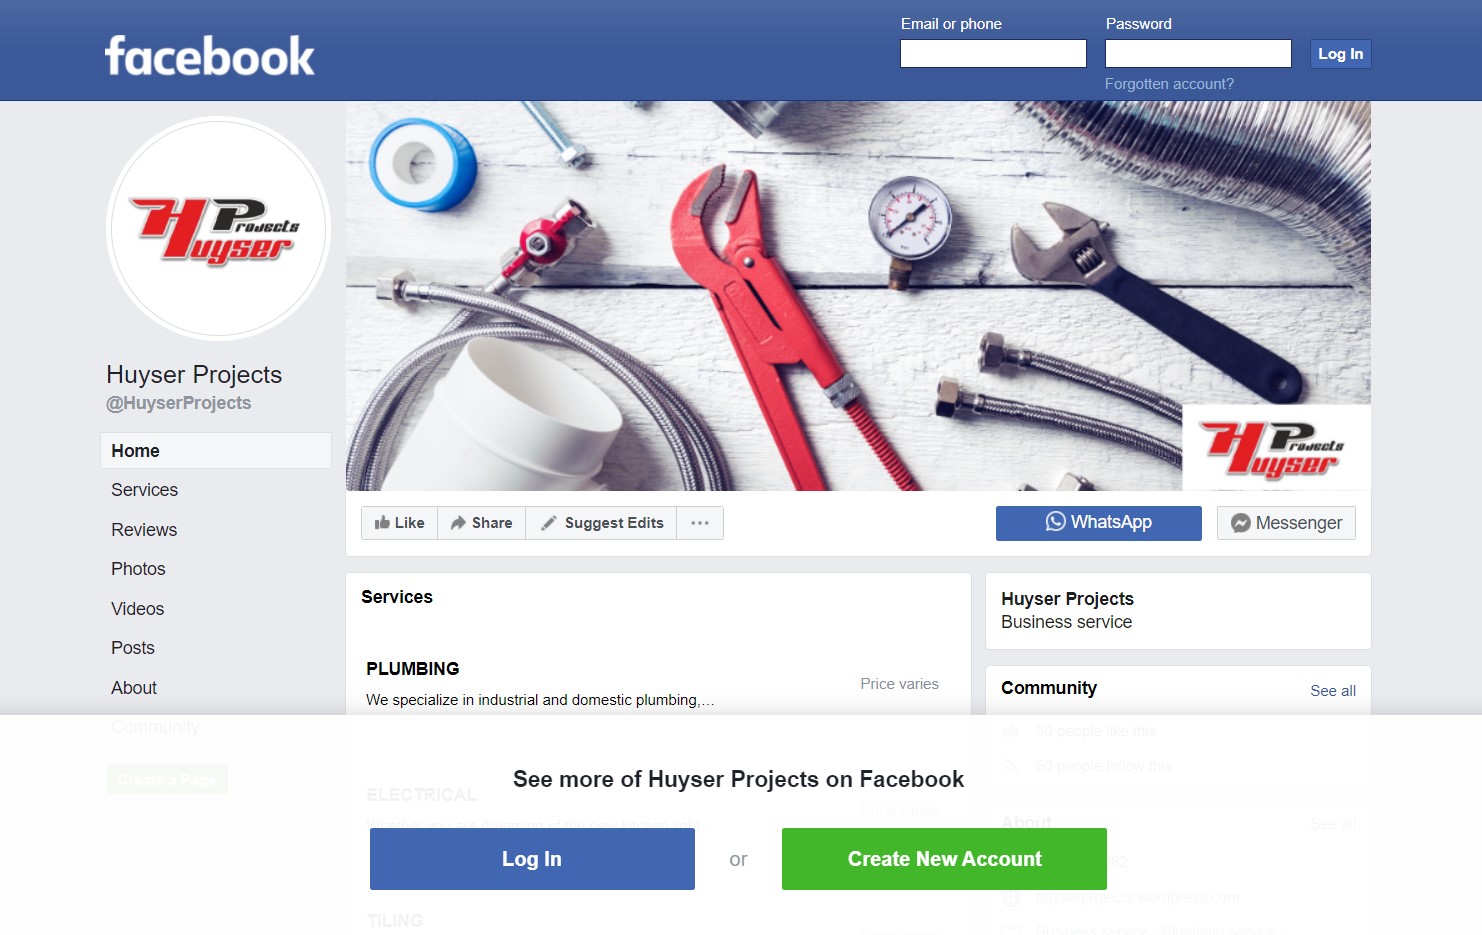 facebook
Email or phone
Password
Log In
Forgotten account?
Huyser Projects
Huyser Projects
@HuyserProjects
Home
Services
Reviews
Photos
Videos
Posts
About
Community
Create a Page
Huyser Projects
Like
Share
Suggest Edits
WhatsApp
Messenger
Services
PLUMBING
We specialize in industrial and domestic plumbing,...
Price varies
ELECTRICAL
Whether you are dreaming of the new kitchen light...
Price varies
TILING
Huyser Projects
Business service
Community
See all
50 people like this
50 people follow this
About
See all
82
huyserprojects.wordpress.com
Business service · Plumbing service
See more of Huyser Projects on Facebook
Log In
or
Create New Account